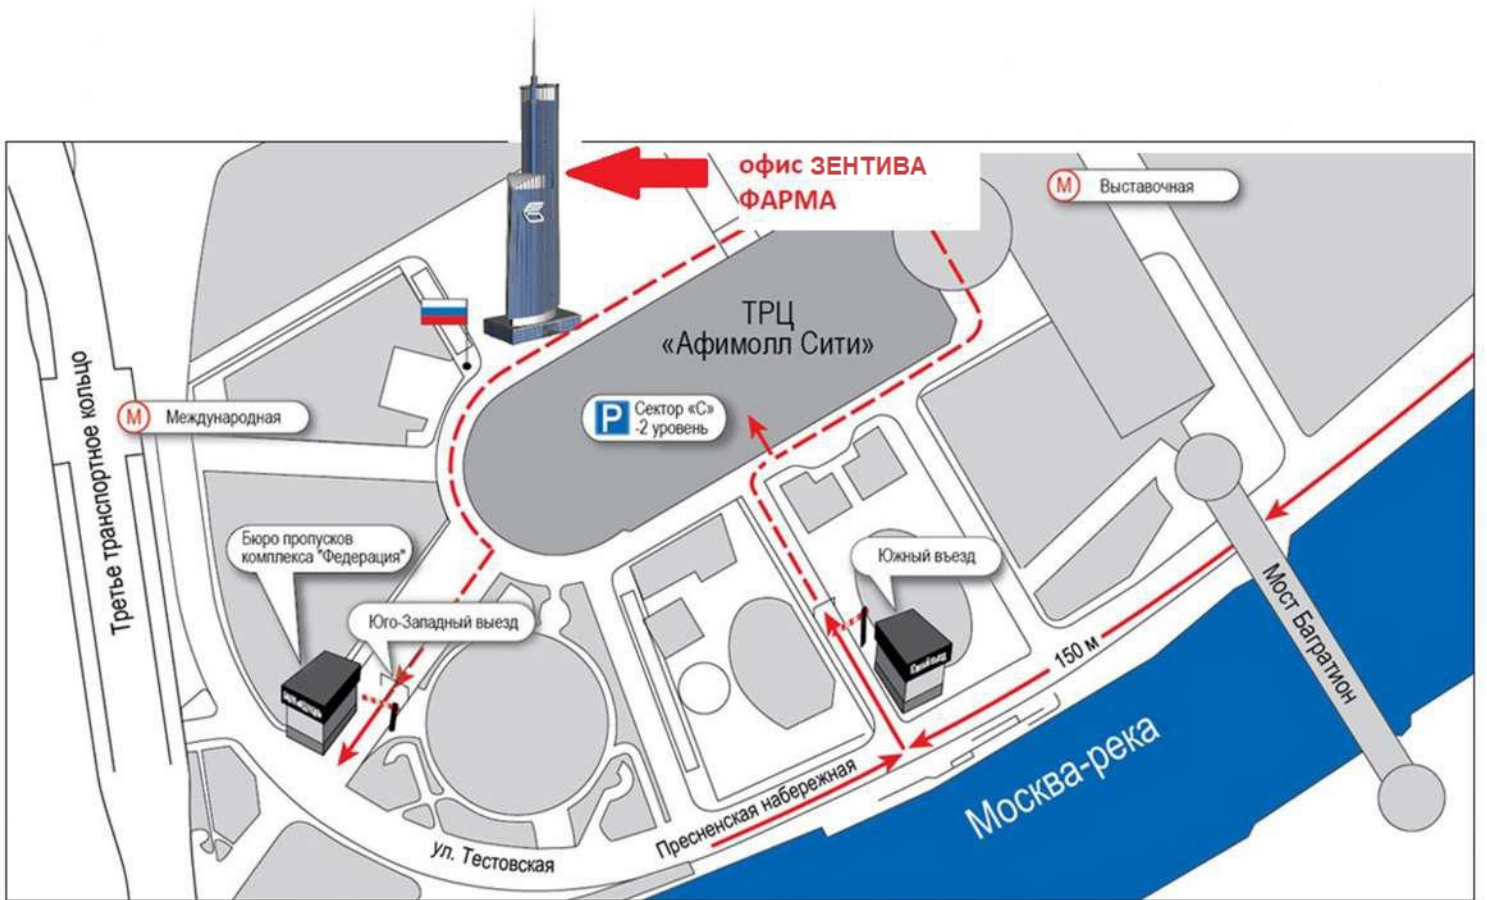 офис ЗЕНТИВА
ФАРМА
М
Выставочная
ТРЦ
«Афимолл Сити»
P
Сектор «С»
-2 уровень
М
Международная
Третье транспортное кольцо
Бюро пропусков
комплекса "Федерация"
Юго-Западный выезд
Южный въезд
150 м
Мост Багратион
Москва-река
Пресненская набережная
ул. Тестовская